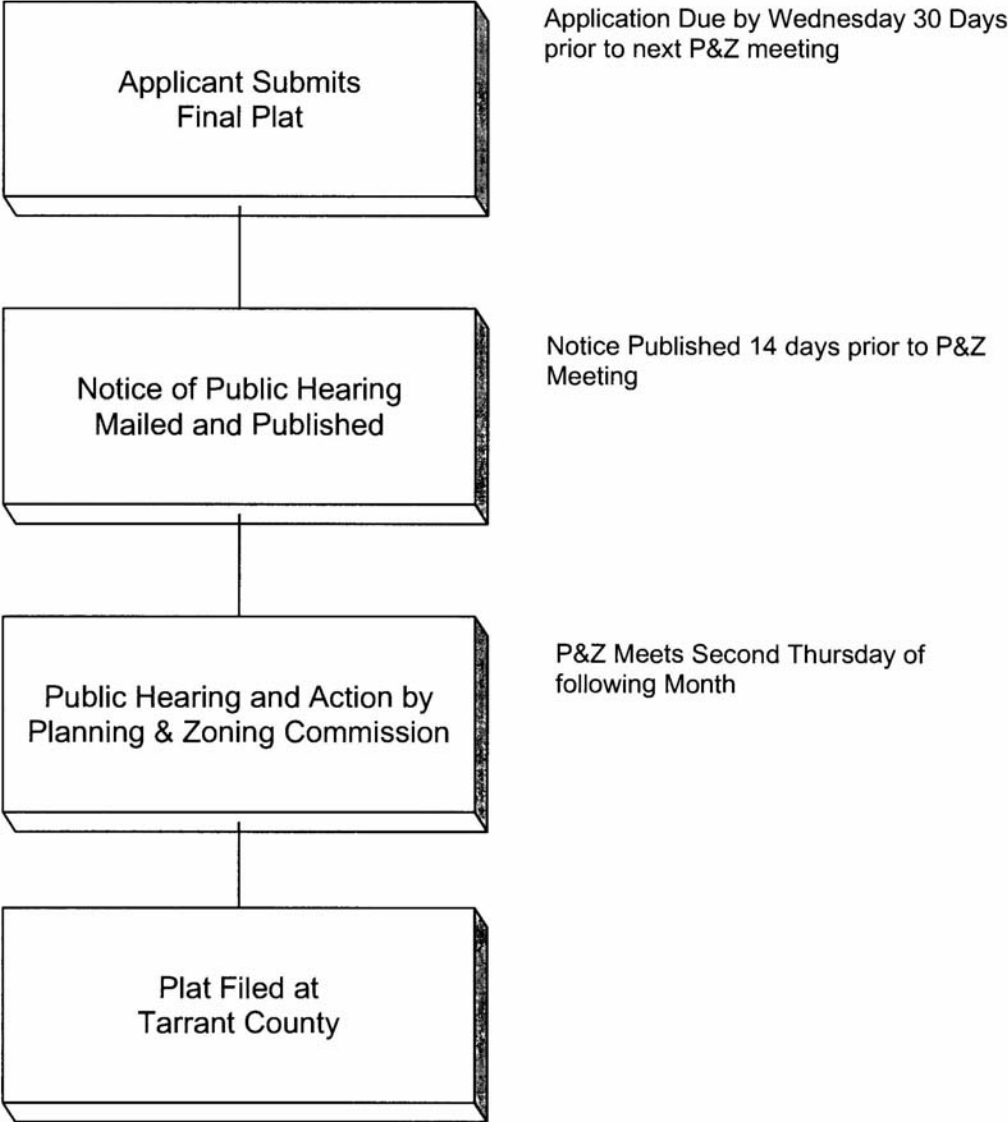 Applicant Submits
Final Plat
Application Due by Wednesday 30 Days
prior to next P&Z meeting
Notice of Public Hearing
Mailed and Published
Notice Published 14 days prior to P&Z
Meeting
Public Hearing and Action by
Planning & Zoning Commission
P&Z Meets Second Thursday of
following Month
Plat Filed at
Tarrant County